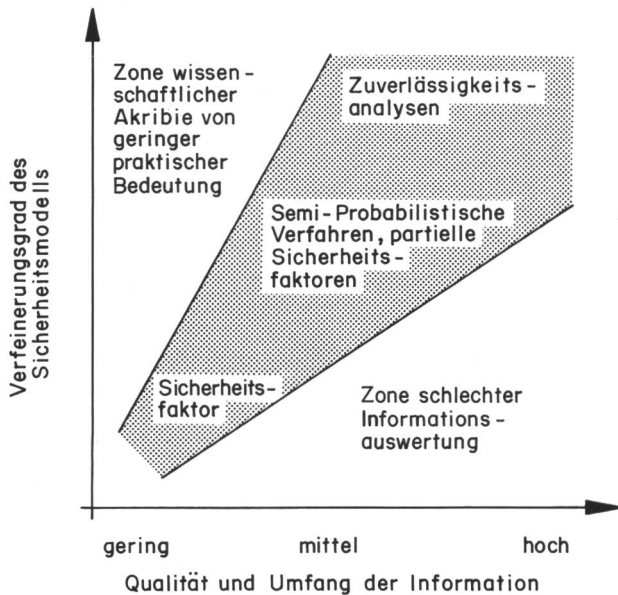 Zone wissen-
schaftlicher
Akribie von
geringer
praktischer
Bedeutung
Zuverlässigkeits-
analysen
Semi-Probabilistische
Verfahren, partielle
Sicherheits-
faktoren
Sicherheits-
faktor
Zone schlechter
Informations-
auswertung
Verfeinerungsgrad des
Sicherheitsmodells
gering mittel hoch
Qualität und Umfang der Information